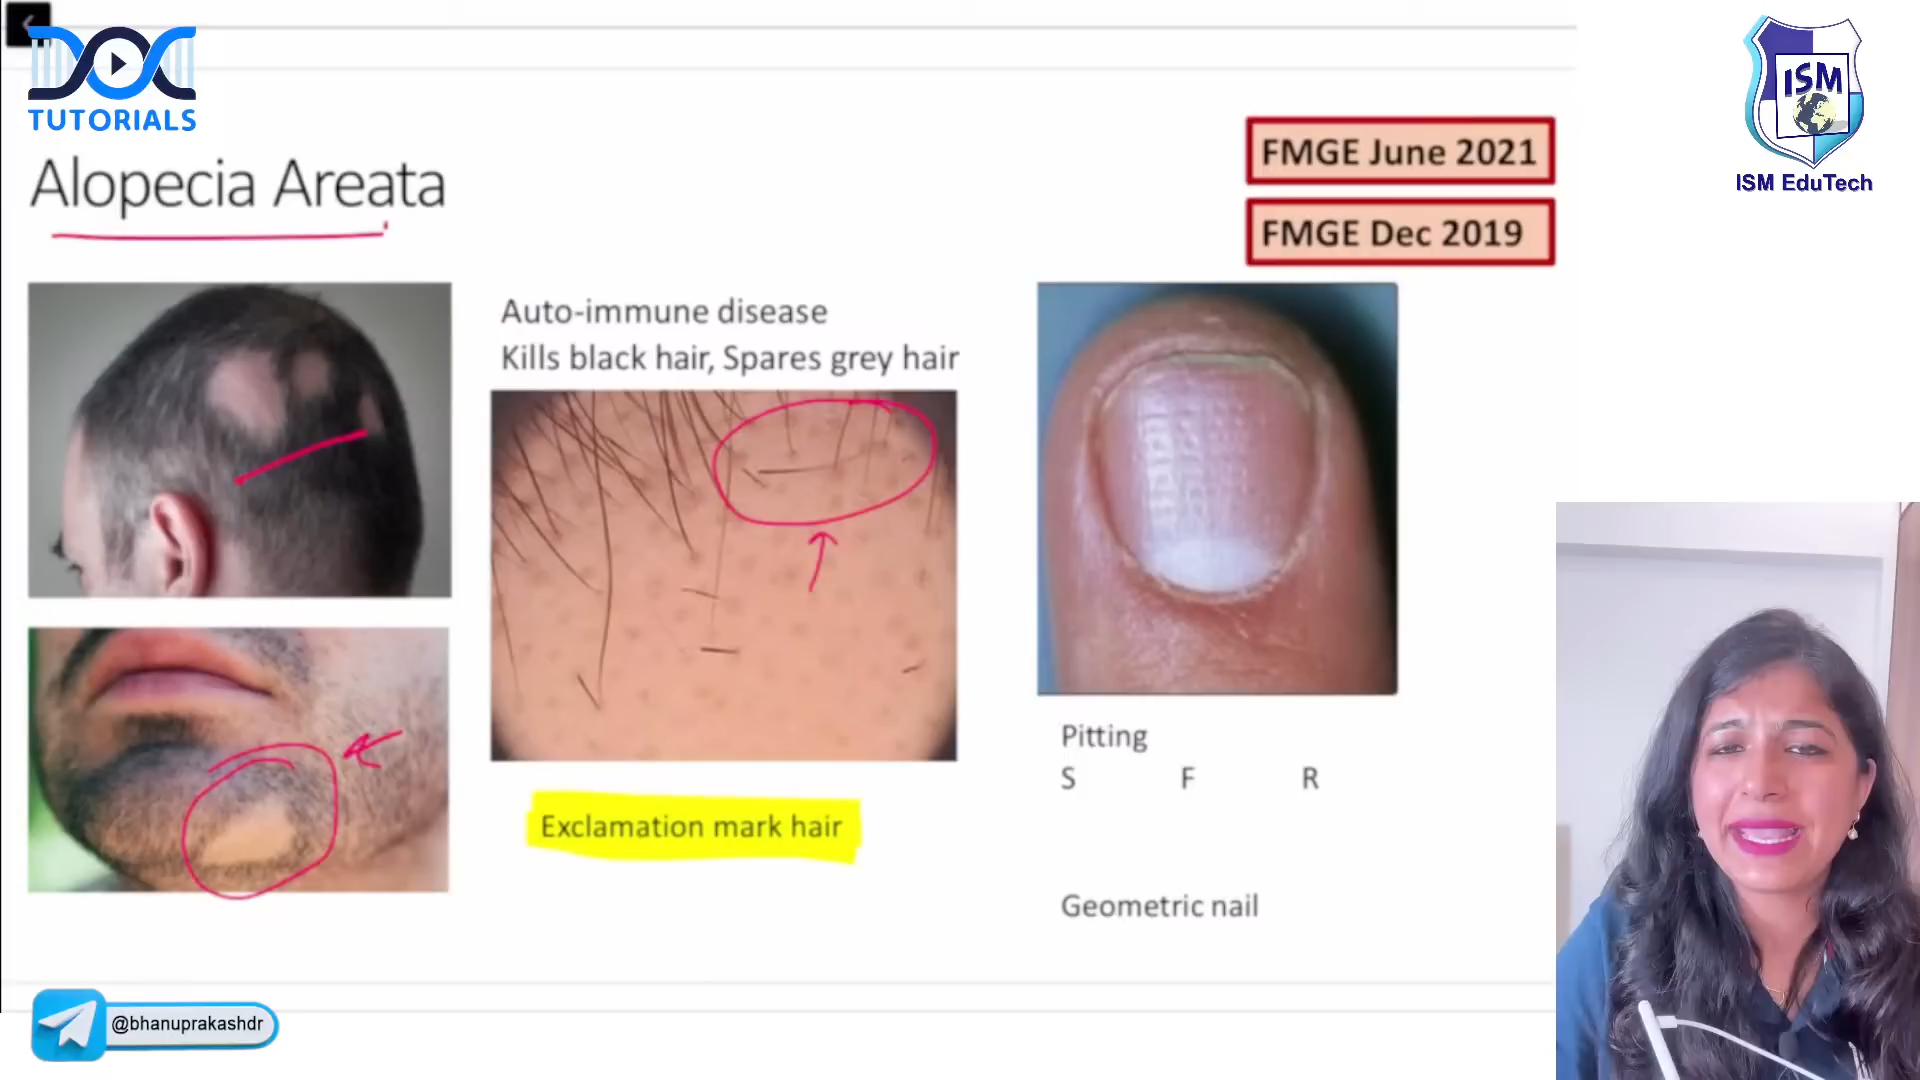 DOC
TUTORIALS
ISM
ISM EduTech
FMGE June 2021
FMGE Dec 2019
Alopecia Areata
Auto-immune disease
Kills black hair, Spares grey hair
Exclamation mark hair
Pitting
S F R
Geometric nail
@bhanuprakashdr